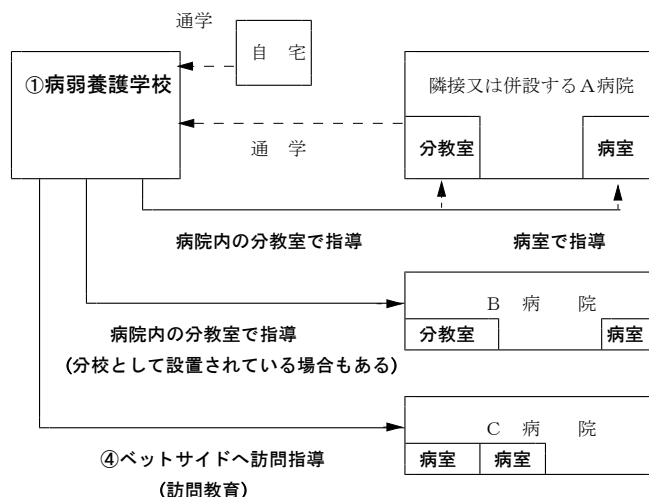 通学
自　宅
①病弱養護学校
隣接又は併設するＡ病院
通　学
分教室
病室
病院内の分教室で指導
病室で指導
Ｂ　病　　院
分教室
病室
病院内の分教室で指導
(分校として設置されている場合もある)
Ｃ　病　　院
病室
病室
④ベットサイドへ訪問指導
(訪問教育)